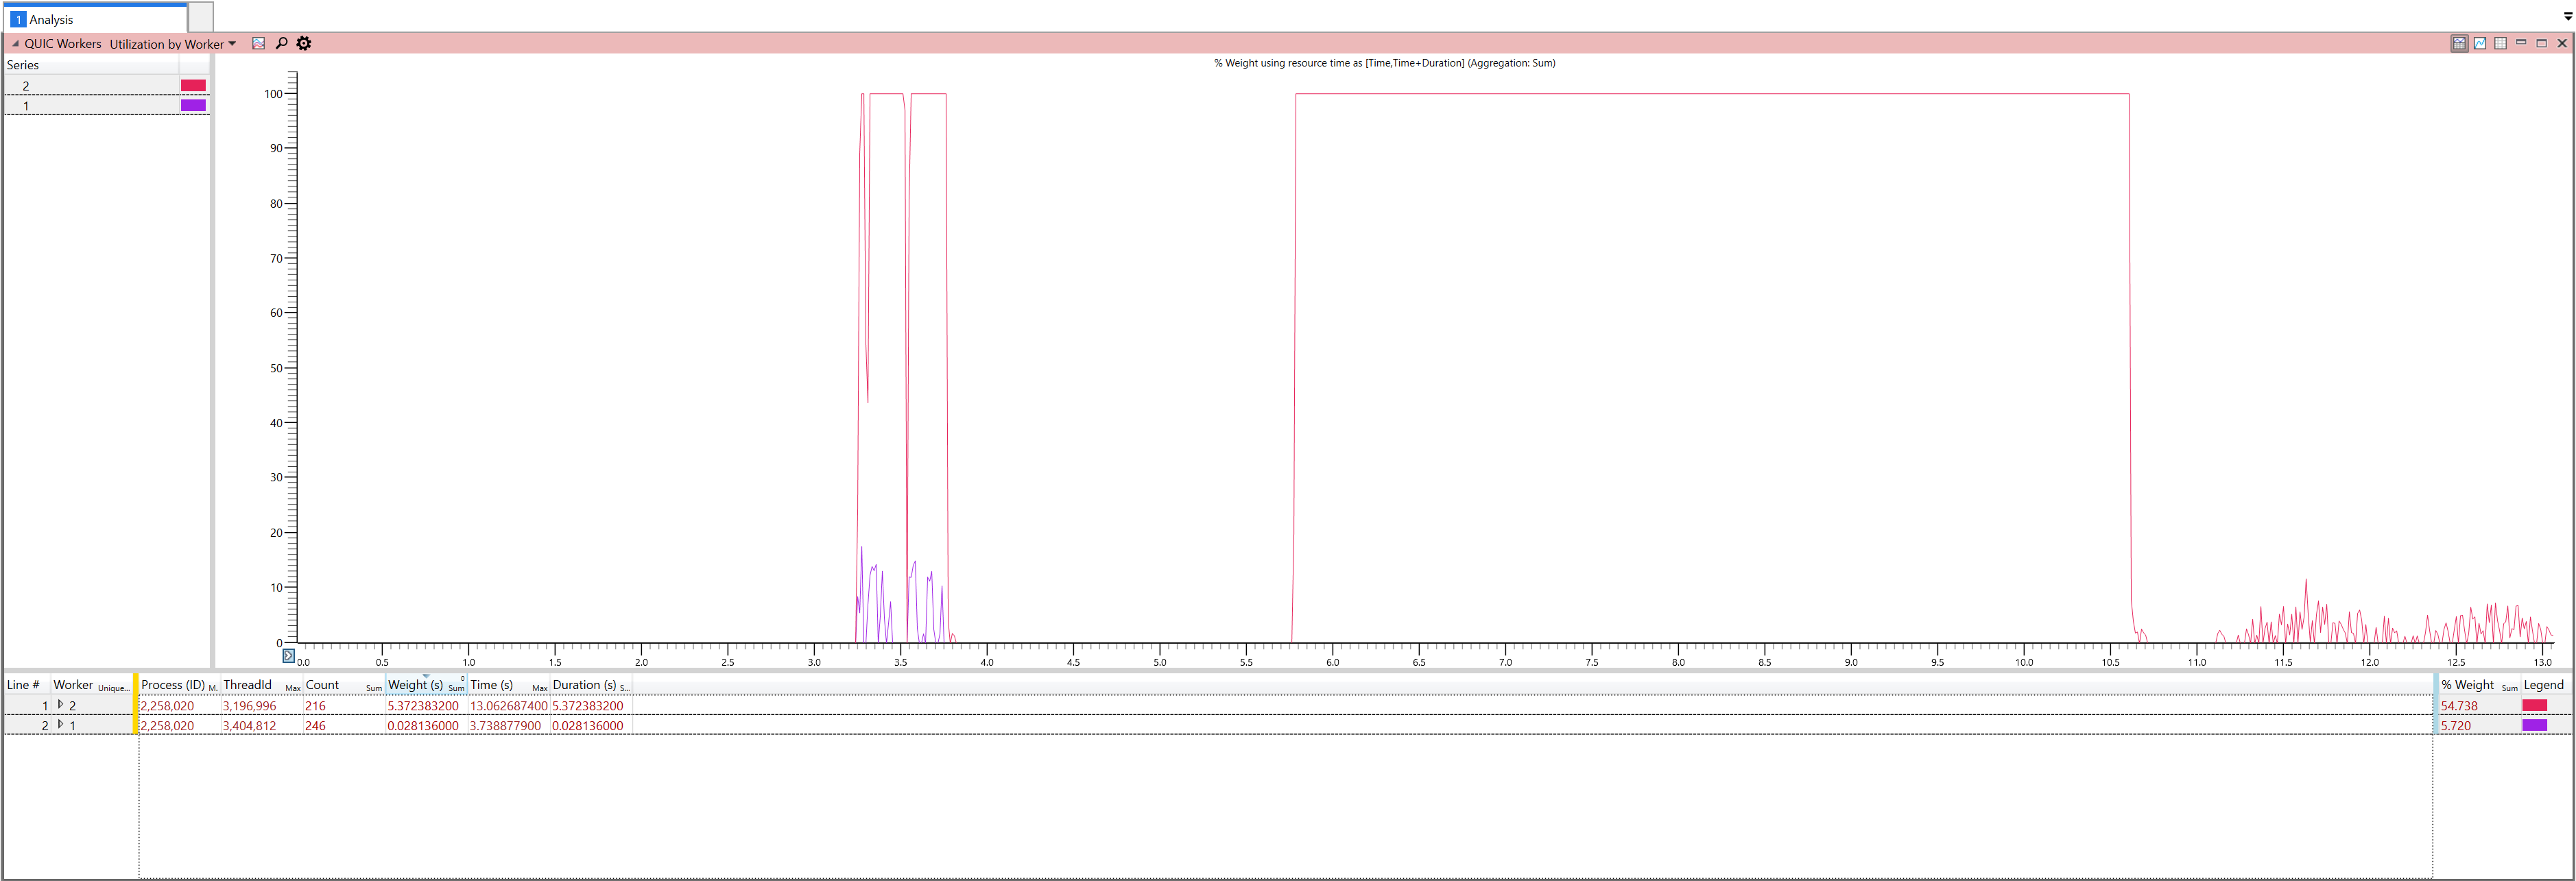 1 Analysis
QUIC Workers Utilization by Worker
Series
2
1
% Weight using resource time as [Time,Time+Duration] (Aggregation: Sum)
100
90
80
70
60
50
40
30
20
10
0
0.0 0.5 1.0 1.5 2.0 2.5 3.0 3.5 4.0 4.5 5.0 5.5 6.0 6.5 7.0 7.5 8.0 8.5 9.0 9.5 10.0 10.5 11.0 11.5 12.0 12.5 13.0
Line # Worker Unique... Process (ID) M. ThreadId Max Count Sum Weight (s) 0 Sum Time (s) Max Duration (s) S... % Weight Sum Legend
1 2 2,258,020 3,196,996 216 5.372383200 13.062687400 5.372383200 54.738
2 1 2,258,020 3,404,812 246 0.028136000 3.738877900 0.028136000 5.720